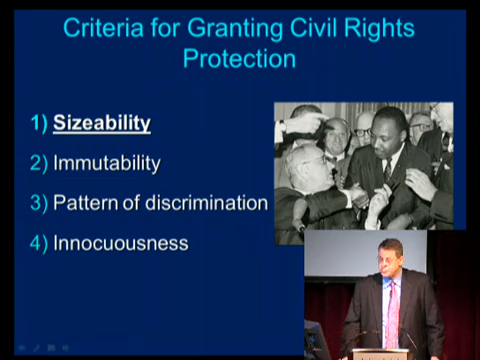 Criteria for Granting Civil Rights
Protection
1) Sizeability
2) Immutability
3) Pattern of discrimination
4) Innocuousness